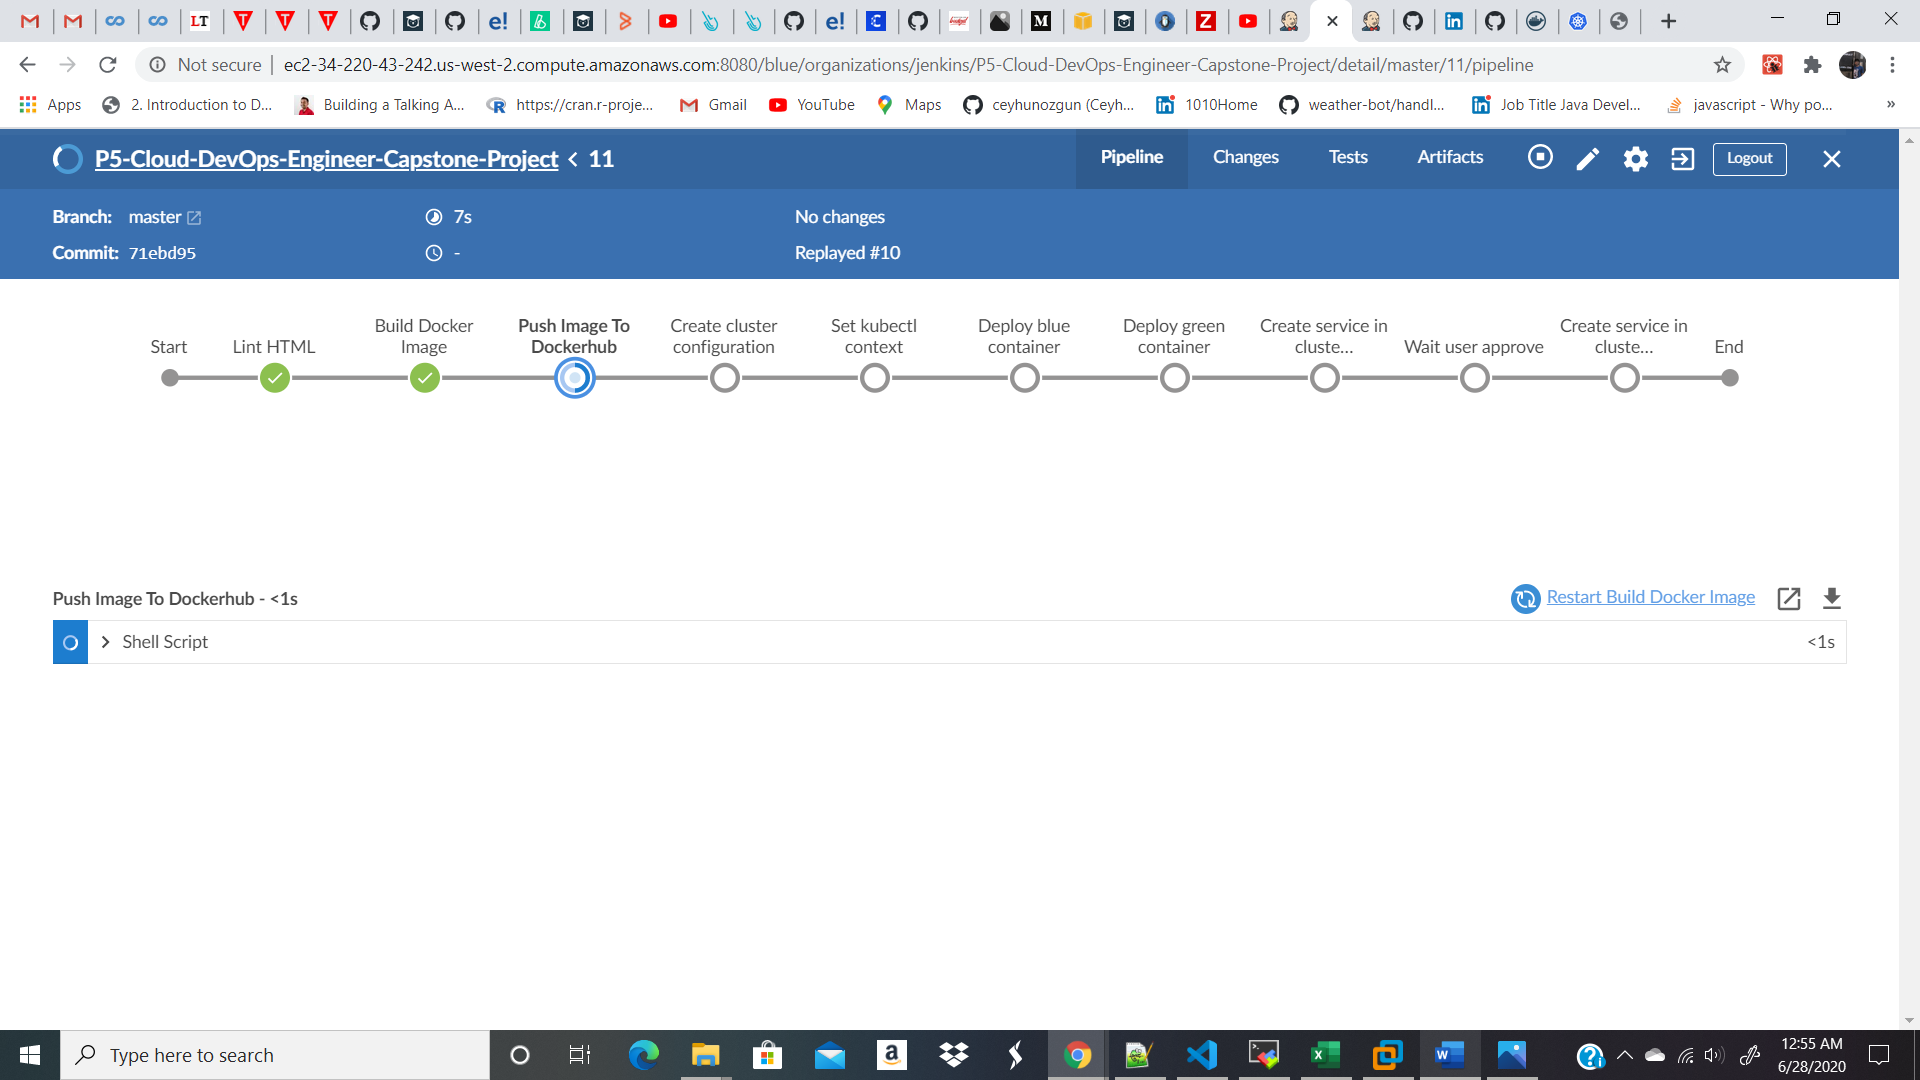 LT
e!
e!
M
Z
Not secure
ec2-34-220-43-242.us-west-2.compute.amazonaws.com:8080/blue/organizations/jenkins/P5-Cloud-DevOps-Engineer-Capstone-Project/detail/master/11/pipeline
Apps
2. Introduction to D...
Building a Talking A...
https://cran.r-proje...
Gmail
YouTube
Maps
ceyhunozgun (Ceyh...
1010Home
weather-bot/handl...
Job Title Java Devel...
javascript - Why po...
»
P5-Cloud-DevOps-Engineer-Capstone-Project < 11
Pipeline
Changes
Tests
Artifacts
Logout
Branch: master
7s
No changes
Commit: 71ebd95
-
Replayed #10
Start
Lint HTML
Build Docker
Image
Push Image To
Dockerhub
Create cluster
configuration
Set kubectl
context
Deploy blue
container
Deploy green
container
Create service in
cluste...
Wait user approve
Create service in
cluste...
End
Push Image To Dockerhub - <1s
Restart Build Docker Image
Shell Script
<1s
Type here to search
12:55 AM
6/28/2020